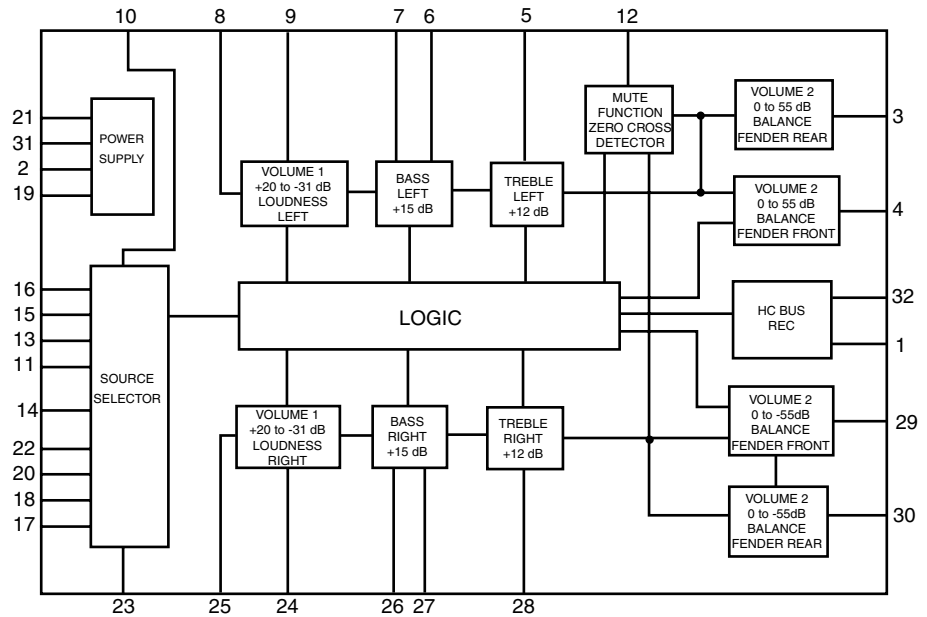 10
8
9
7
6
5
12
21
31
2
19
POWER
SUPPLY
VOLUME 1
+20 to -31 dB
LOUDNESS
LEFT
BASS
LEFT
+15 dB
TREBLE
LEFT
+12 dB
MUTE
FUNCTION
ZERO CROSS
DETECTOR
VOLUME 2
0 to 55 dB
BALANCE
FENDER REAR
3
VOLUME 2
0 to 55 dB
BALANCE
FENDER FRONT
4
16
15
13
11
14
22
20
18
17
SOURCE
SELECTOR
LOGIC
HC BUS
REC
32
1
VOLUME 1
+20 to -31 dB
LOUDNESS
RIGHT
BASS
RIGHT
+15 dB
TREBLE
RIGHT
+12 dB
VOLUME 2
0 to -55dB
BALANCE
FENDER FRONT
29
VOLUME 2
0 to -55dB
BALANCE
FENDER REAR
30
23
25
24
26
27
28